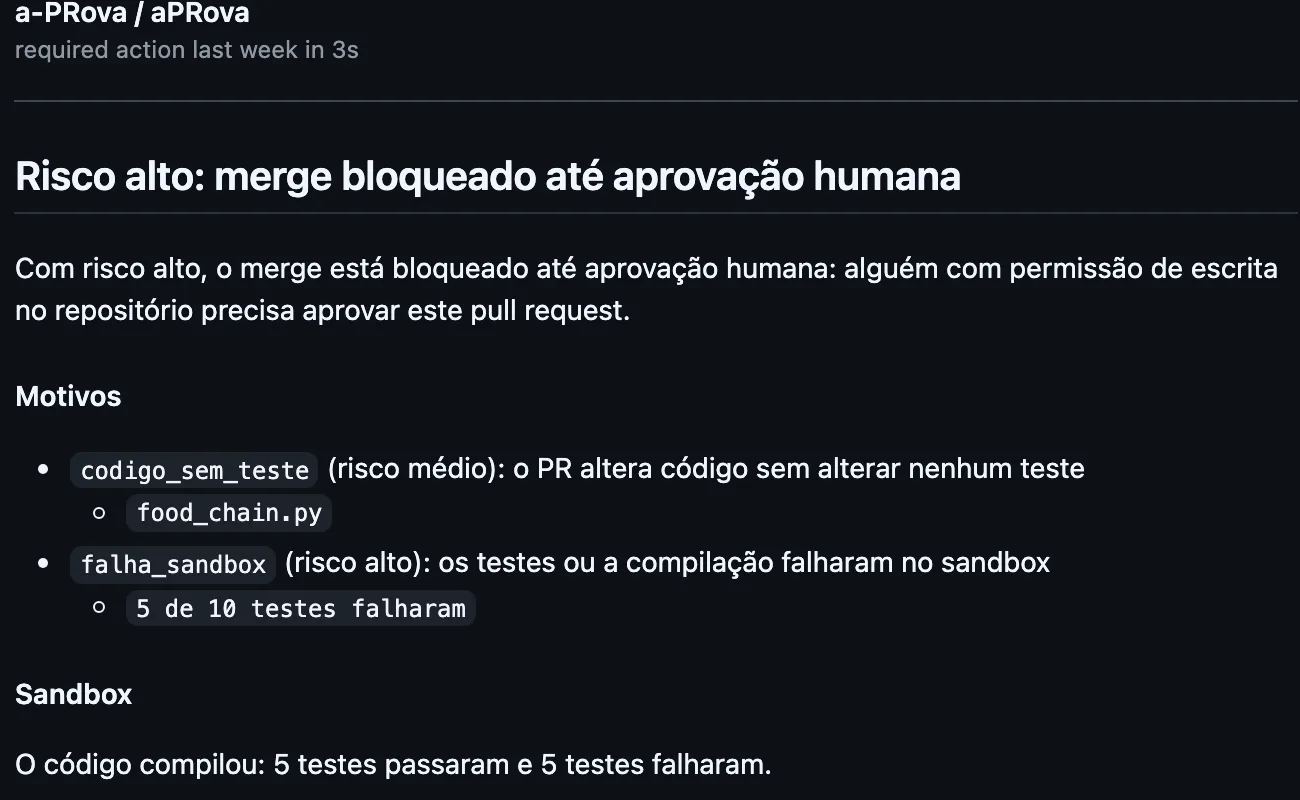 a-PRova / aPRova
required action last week in 3s
Risco alto: merge bloqueado até aprovação humana
Com risco alto, o merge está bloqueado até aprovação humana: alguém com permissão de escrita
no repositório precisa aprovar este pull request.
Motivos
codigo_sem_teste (risco médio): o PR altera código sem alterar nenhum teste
food_chain.py
falha_sandbox (risco alto): os testes ou a compilação falharam no sandbox
5 de 10 testes falharam
Sandbox
O código compilou: 5 testes passaram e 5 testes falharam.